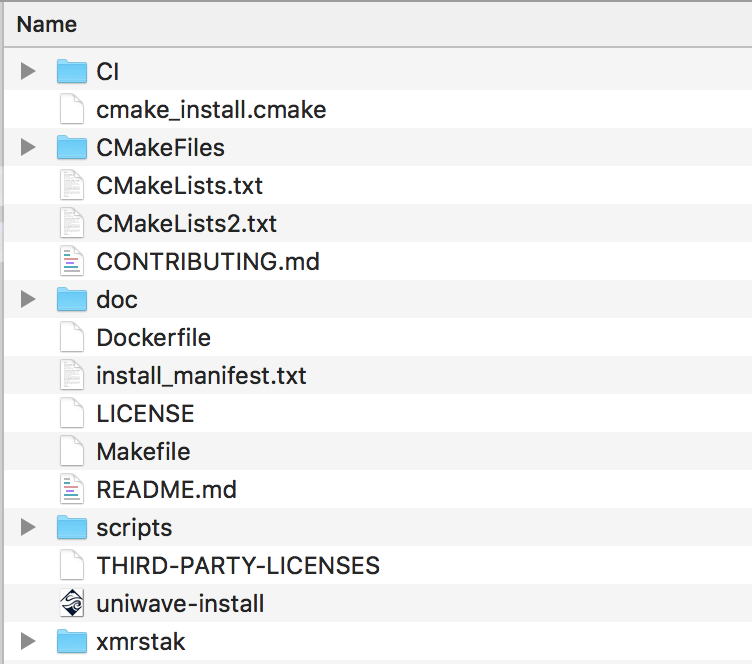 Name
CI
cmake_install.cmake
CMakeFiles
CMakeLists.txt
CMakeLists2.txt
CONTRIBUTING.md
doc
Dockerfile
install_manifest.txt
LICENSE
Makefile
README.md
scripts
THIRD-PARTY-LICENSES
uniwave-install
xmrstak